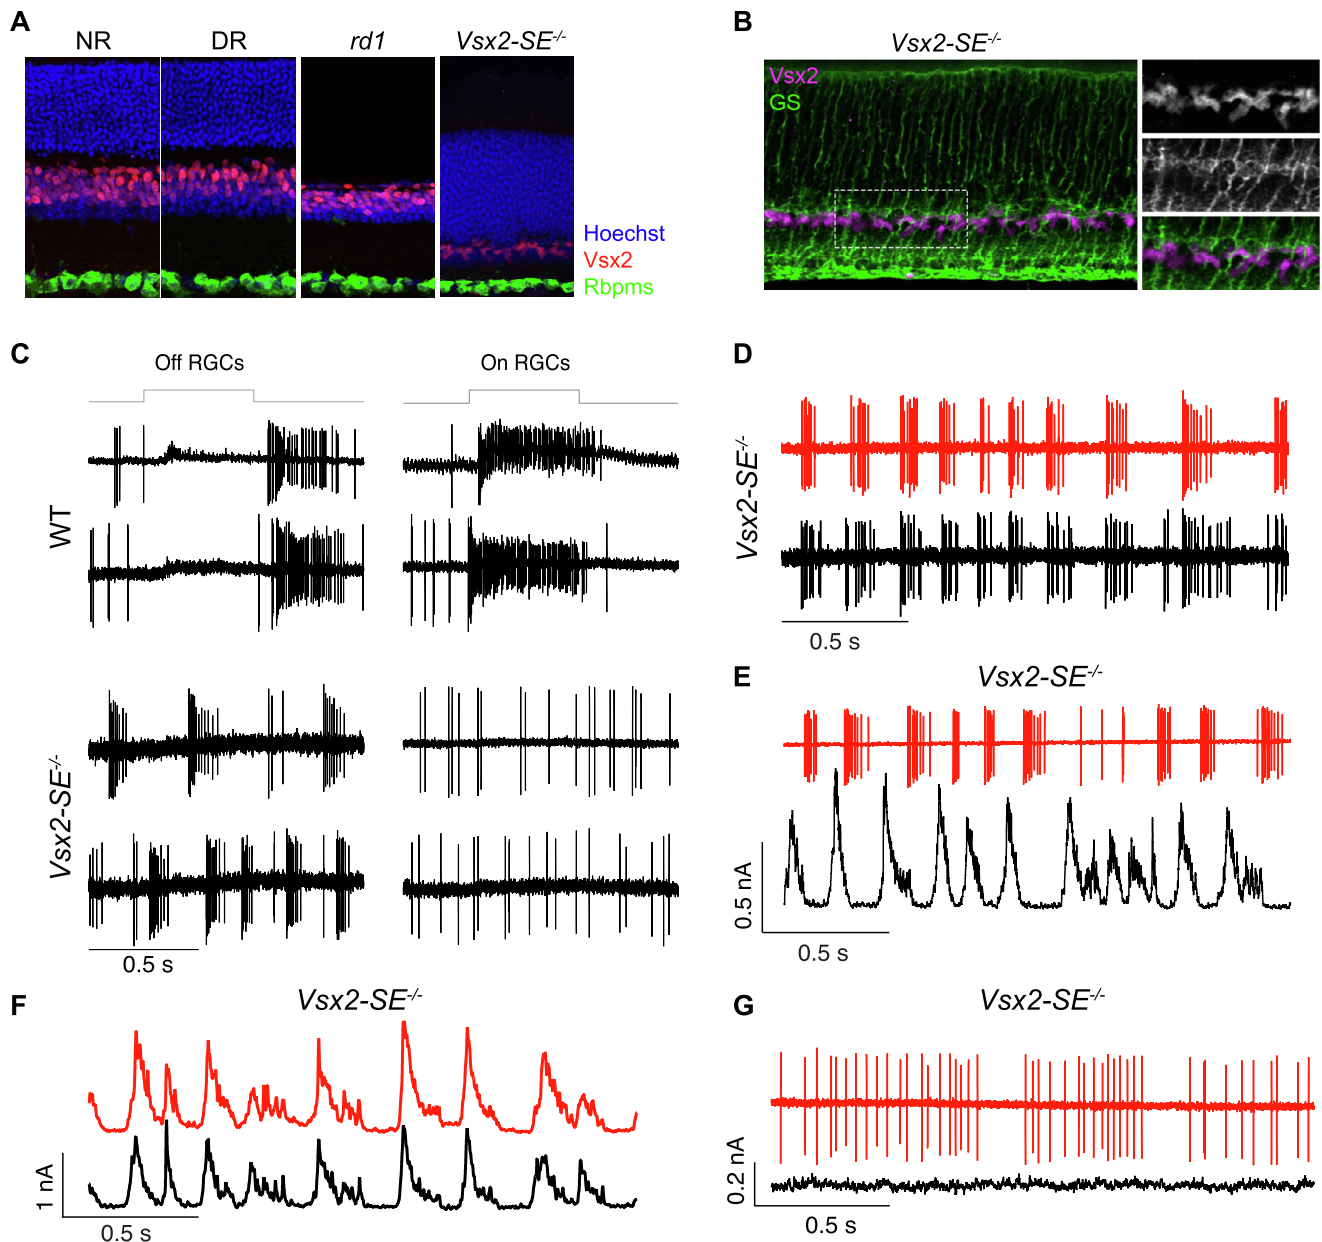 A
NR
DR
rd1
Vsx2-SE-/-
Hoechst
Vsx2
Rbpms
B
Vsx2-SE-/-
Vsx2
GS
C
Off RGCs
On RGCs
WT
Vsx2-SE-/-
0.5 s
D
Vsx2-SE-/-
0.5 s
E
Vsx2-SE-/-
0.5 nA
0.5 s
F
Vsx2-SE-/-
1 nA
0.5 s
G
Vsx2-SE-/-
0.2 nA
0.5 s